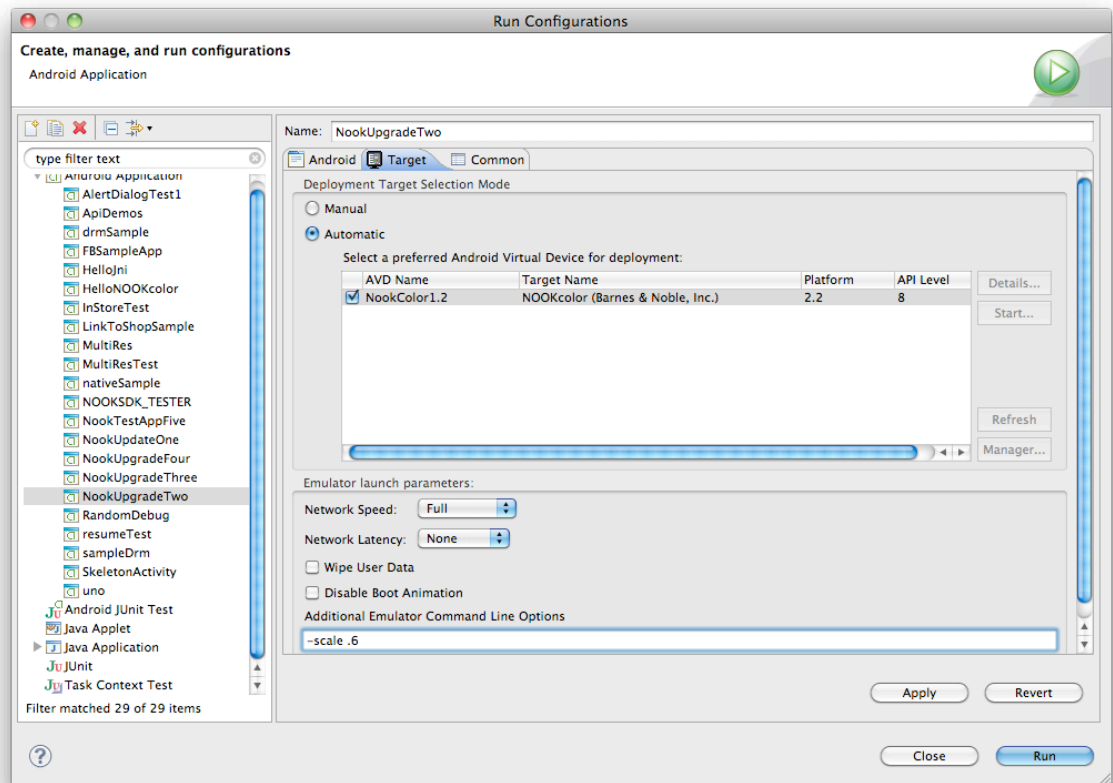 Run Configurations
Create, manage, and run configurations
Android Application
type filter text
Android Application
AlertDialogTest1
ApiDemos
drmSample
FBSampleApp
HelloJni
HelloNOOKcolor
InStoreTest
LinkToShopSample
MultiRes
MultiResTest
nativeSample
NOOKSDK_TESTER
NookTestAppFive
NookUpdateOne
NookUpgradeFour
NookUpgradeThree
NookUpgradeTwo
RandomDebug
resumeTest
sampleDrm
SkeletonActivity
uno
Android JUnit Test
Java Applet
Java Application
JUnit
Task Context Test
Filter matched 29 of 29 items
Name: NookUpgradeTwo
Android Target Common
Deployment Target Selection Mode
Manual
Automatic
Select a preferred Android Virtual Device for deployment:
AVD Name Target Name Platform API Level
NookColor1.2 NOOKcolor (Barnes & Noble, Inc.) 2.2 8
Details...
Start...
Refresh
Manager...
Emulator launch parameters:
Network Speed: Full
Network Latency: None
Wipe User Data
Disable Boot Animation
Additional Emulator Command Line Options
-scale .6
Apply Revert
Close Run